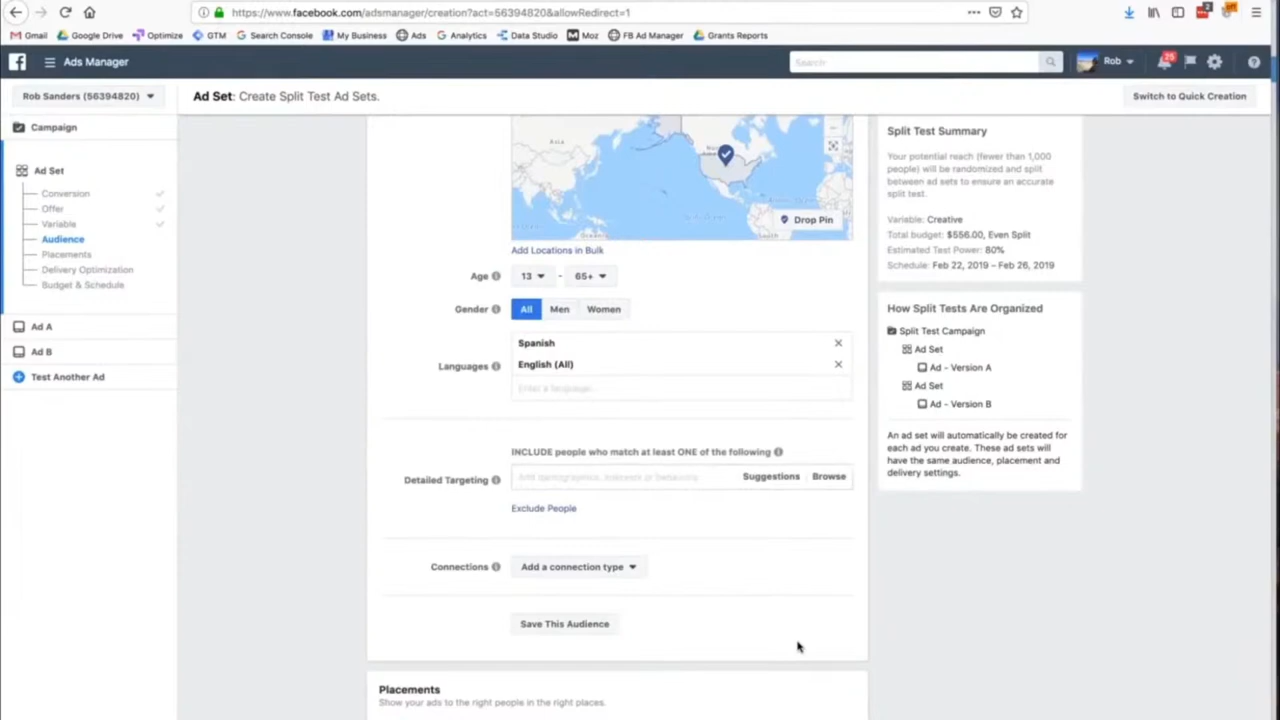 https://www.facebook.com/adsmanager/creation?act=56394820&allowRedirect=1
Gmail Google Drive Optimize GTM Search Console My Business Ads Analytics Data Studio Moz FB Ad Manager Grants Reports
Ads Manager
Search
Rob
25
Rob Sanders (56394820)
Ad Set: Create Split Test Ad Sets.
Switch to Quick Creation
Campaign
Ad Set
Conversion
Offer
Variable
Audience
Placements
Delivery Optimization
Budget & Schedule
Ad A
Ad B
Test Another Ad
Asia
Drop Pin
Add Locations in Bulk
Age 13 - 65+
Gender All Men Women
Spanish
Languages English (All)
Enter a language...
INCLUDE people who match at least ONE of the following
Detailed Targeting Add demographics, interests or behaviors Suggestions Browse
Exclude People
Connections Add a connection type
Save This Audience
Placements
Show your ads to the right people in the right places.
Split Test Summary
Your potential reach (fewer than 1,000
people) will be randomized and split
between ad sets to ensure an accurate
split test.
Variable: Creative
Total budget: $556.00, Even Split
Estimated Test Power: 80%
Schedule: Feb 22, 2019 – Feb 26, 2019
How Split Tests Are Organized
Split Test Campaign
Ad Set
Ad – Version A
Ad Set
Ad – Version B
An ad set will automatically be created for
each ad you create. These ad sets will
have the same audience, placement and
delivery settings.